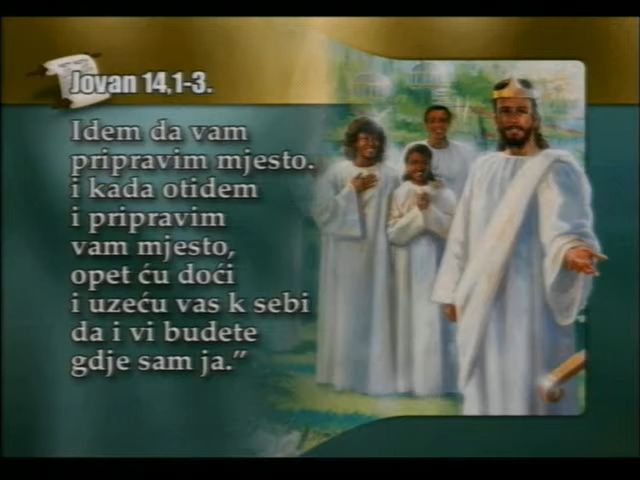 Jovan 14,1-3.
Idem da vam
pripravim mjesto.
i kada otidem
i pripravim
vam mjesto,
opet ću doći
i uzeću vas k sebi
da i vi budete
gdje sam ja.”